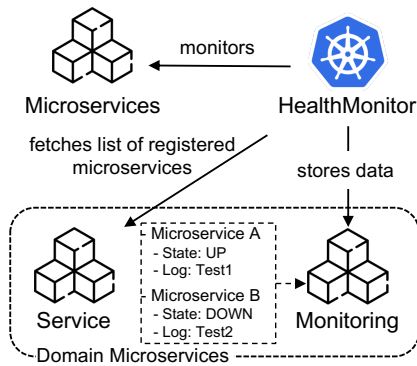 monitors
Microservices
HealthMonitor
fetches list of registered
microservices
stores data
- Microservice A
- State: UP
- Log: Test1
- Microservice B
- State: DOWN
- Log: Test2
Service
Monitoring
Domain Microservices